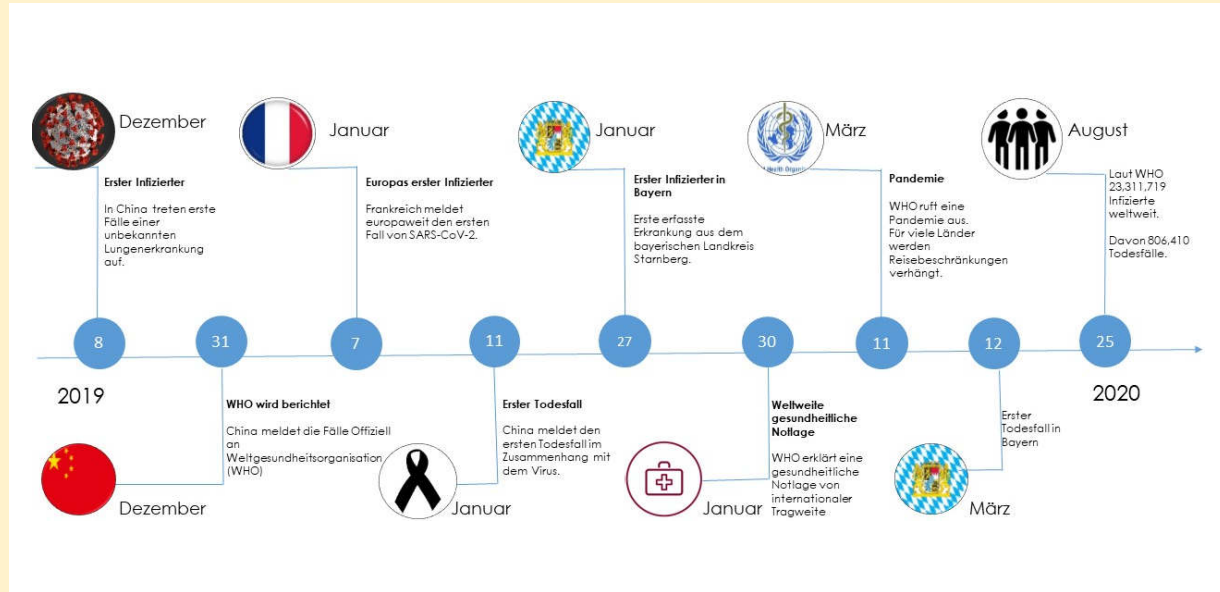 Dezember
Erster Infizierter
In China treten erste
Fälle einer
unbekannten
Lungenerkrankung
auf.
8
2019
31
WHO wird berichtet
China meldet die Fälle Offiziell
an
Weltgesundheitsorganisation
(WHO)
Dezember
Januar
Europas erster Infizierter
Frankreich meldet
europaweit den ersten
Fall von SARS-CoV-2.
7
11
Erster Todesfall
China meldet den
ersten Todesfall im
Zusammenhang mit
dem Virus.
Januar
Januar
Erster Infizierter in
Bayern
Erste erfasste
Erkrankung aus dem
bayerischen Landkreis
Starnberg.
27
30
Weltweite
gesundheitliche
Notlage
WHO erklärt eine
gesundheitliche
Notlage von
internationaler
Tragweite
Januar
März
Pandemie
WHO ruft eine
Pandemie aus.
Für viele Länder
werden
Reisebeschränkungen
verhängt.
11
12
Erster
Todesfall in
Bayern
März
August
Laut WHO
23,311,719
Infizierte
weltweit.
Davon 806,410
Todesfälle.
25
2020